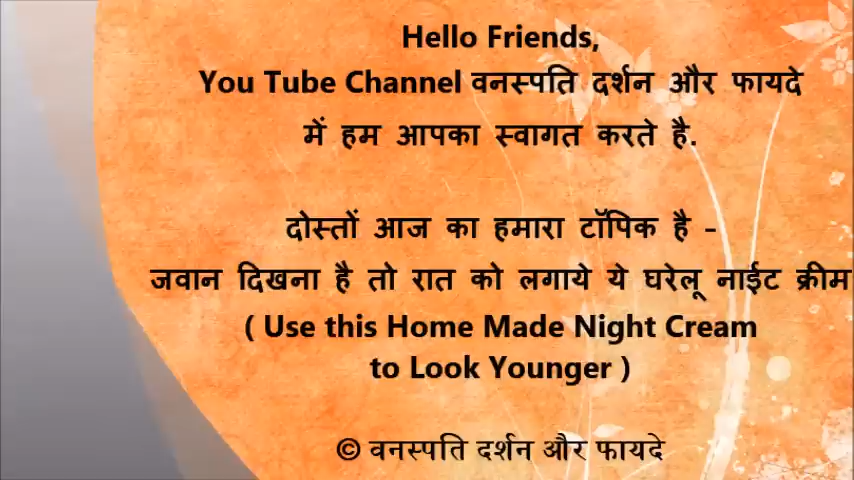 Hello Friends,
You Tube Channel वनस्पति दर्शन और फायदे
में हम आपका स्वागत करते है.
दोस्तों आज का हमारा टॉपिक है -
जवान दिखना है तो रात को लगाये ये घरेलू नाईट क्रीम
( Use this Home Made Night Cream
to Look Younger )
© वनस्पति दर्शन और फायदे